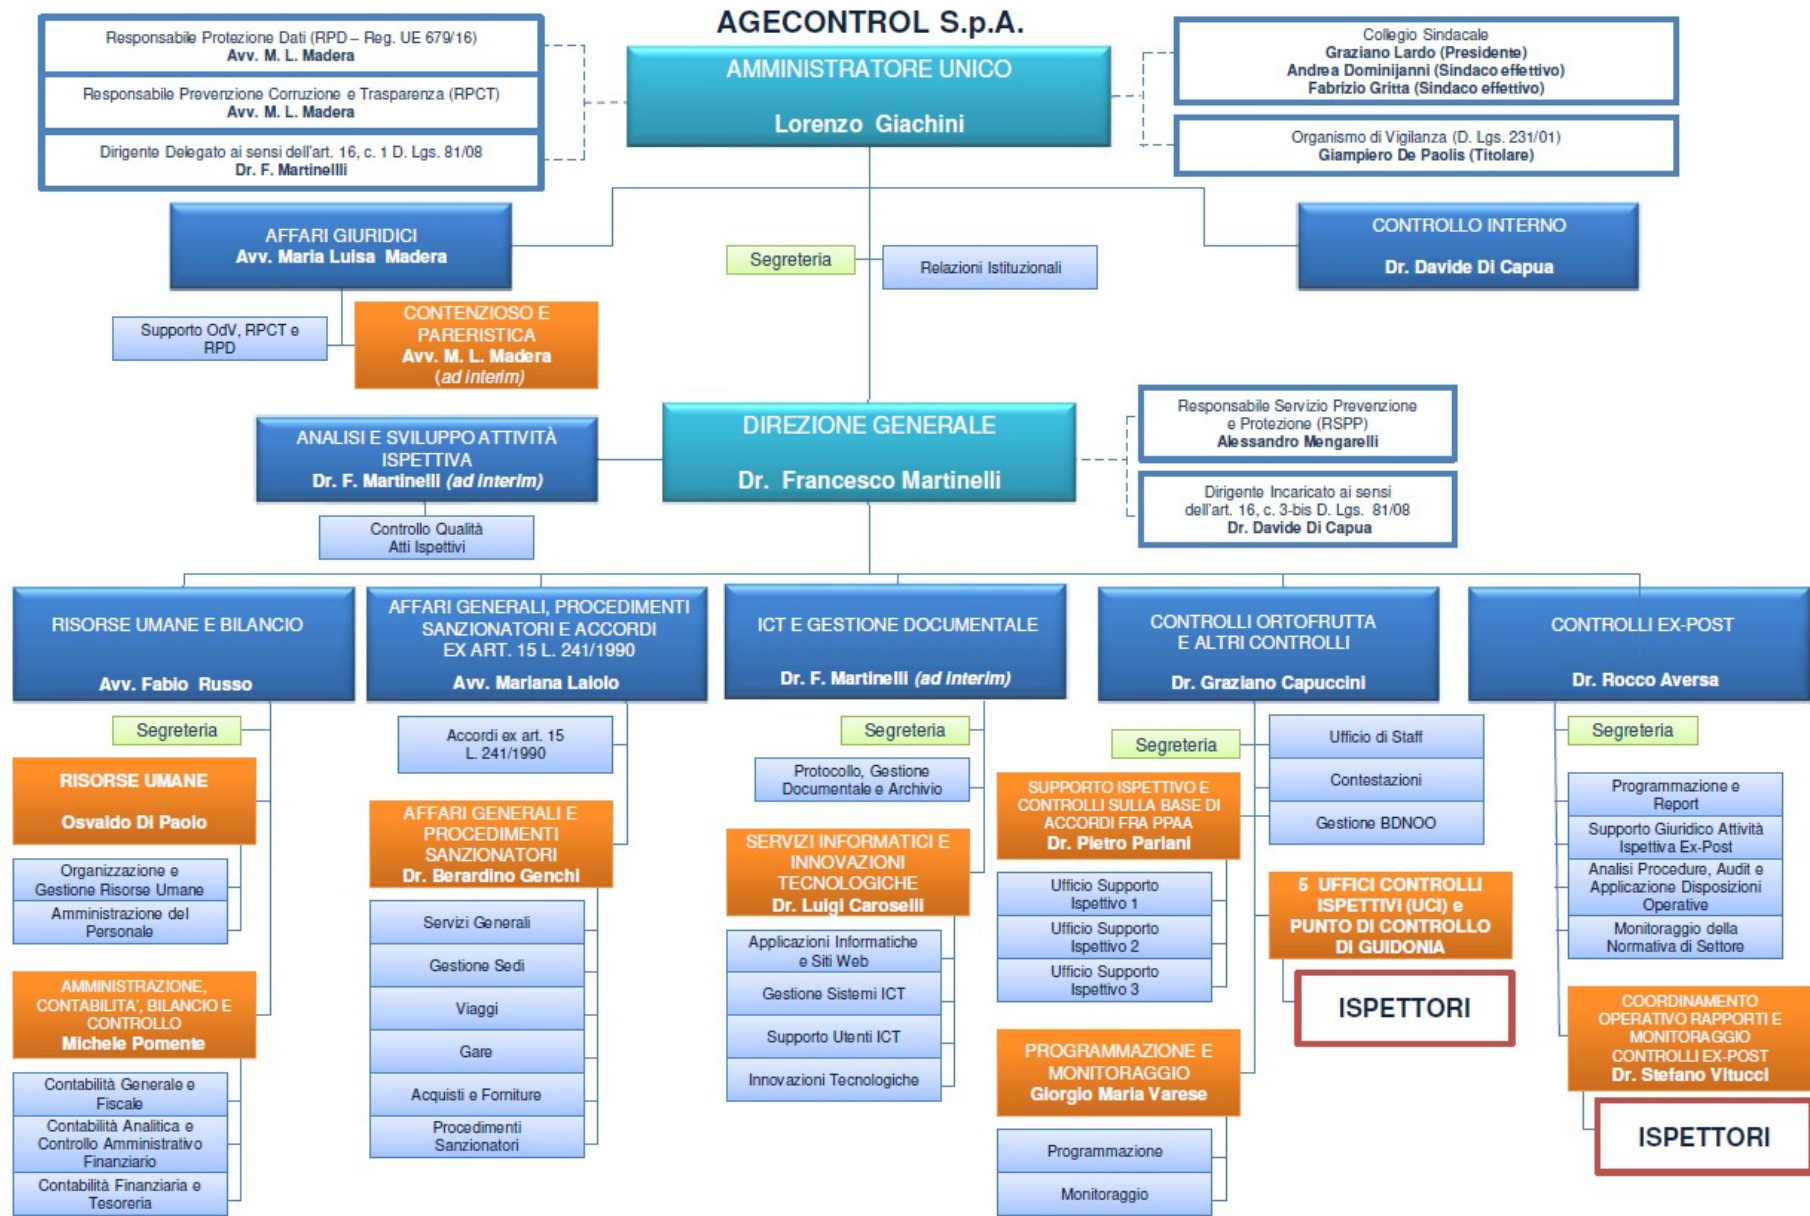 AGECONTROL S.p.A.
Responsabile Protezione Dati (RPD – Reg. UE 679/16)
Avv. M. L. Madera
Responsabile Prevenzione Corruzione e Trasparenza (RPCT)
Avv. M. L. Madera
Dirigente Delegato ai sensi dell'art. 16, c. 1 D. Lgs. 81/08
Dr. F. Martinellli
AMMINISTRATORE UNICO
Lorenzo Giachini
Collegio Sindacale
Graziano Lardo (Presidente)
Andrea Dominijanni (Sindaco effettivo)
Fabrizio Gritta (Sindaco effettivo)
Organismo di Vigilanza (D. Lgs. 231/01)
Giampiero De Paolis (Titolare)
AFFARI GIURIDICI
Avv. Maria Luisa Madera
Segreteria
Relazioni Istituzionali
CONTROLLO INTERNO
Dr. Davide Di Capua
Supporto OdV, RPCT e
RPD
CONTENZIOSO E
PARERISTICA
Avv. M. L. Madera
(ad interim)
ANALISI E SVILUPPO ATTIVITÀ
ISPETTIVA
Dr. F. Martinelli (ad interim)
Controllo Qualità
Atti Ispettivi
DIREZIONE GENERALE
Dr. Francesco Martinelli
Responsabile Servizio Prevenzione
e Protezione (RSPP)
Alessandro Mengarelli
Dirigente Incaricato ai sensi
dell'art. 16, c. 3-bis D. Lgs. 81/08
Dr. Davide Di Capua
RISORSE UMANE E BILANCIO
Avv. Fabio Russo
Segreteria
RISORSE UMANE
Osvaldo Di Paolo
Organizzazione e
Gestione Risorse Umane
Amministrazione del
Personale
AMMINISTRAZIONE,
CONTABILITA', BILANCIO E
CONTROLLO
Michele Pomente
Contabilità Generale e
Fiscale
Contabilità Analitica e
Controllo Amministrativo
Finanziario
Contabilità Finanziaria e
Tesoreria
AFFARI GENERALI, PROCEDIMENTI
SANZIONATORI E ACCORDI
EX ART. 15 L. 241/1990
Avv. Mariana Laiolo
Accordi ex art. 15
L. 241/1990
AFFARI GENERALI E
PROCEDIMENTI
SANZIONATORI
Dr. Berardino Genchi
Servizi Generali
Gestione Sedi
Viaggi
Gare
Acquisti e Forniture
Procedimenti
Sanzionatori
ICT E GESTIONE DOCUMENTALE
Dr. F. Martinelli (ad interim)
Segreteria
Protocollo, Gestione
Documentale e Archivio
SERVIZI INFORMATICI E
INNOVAZIONI
TECNOLOGICHE
Dr. Luigi Caroselli
Applicazioni Informatiche
e Siti Web
Gestione Sistemi ICT
Supporto Utenti ICT
Innovazioni Tecnologiche
CONTROLLI ORTOFRUTTA
E ALTRI CONTROLLI
Dr. Graziano Capuccini
Segreteria
Ufficio di Staff
Contestazioni
Gestione BDNOO
SUPPORTO ISPETTIVO E
CONTROLLI SULLA BASE DI
ACCORDI FRA PPAA
Dr. Pietro Pariani
Ufficio Supporto
Ispettivo 1
Ufficio Supporto
Ispettivo 2
Ufficio Supporto
Ispettivo 3
5 UFFICI CONTROLLI
ISPETTIVI (UCI) e
PUNTO DI CONTROLLO
DI GUIDONIA
ISPETTORI
PROGRAMMAZIONE E
MONITORAGGIO
Giorgio Maria Varese
Programmazione
Monitoraggio
CONTROLLI EX-POST
Dr. Rocco Aversa
Segreteria
Programmazione e
Report
Supporto Giuridico Attività
Ispettiva Ex-Post
Analisi Procedure, Audit e
Applicazione Disposizioni
Operative
Monitoraggio della
Normativa di Settore
COORDINAMENTO
OPERATIVO RAPPORTI E
MONITORAGGIO
CONTROLLI EX-POST
Dr. Stefano Vitucci
ISPETTORI